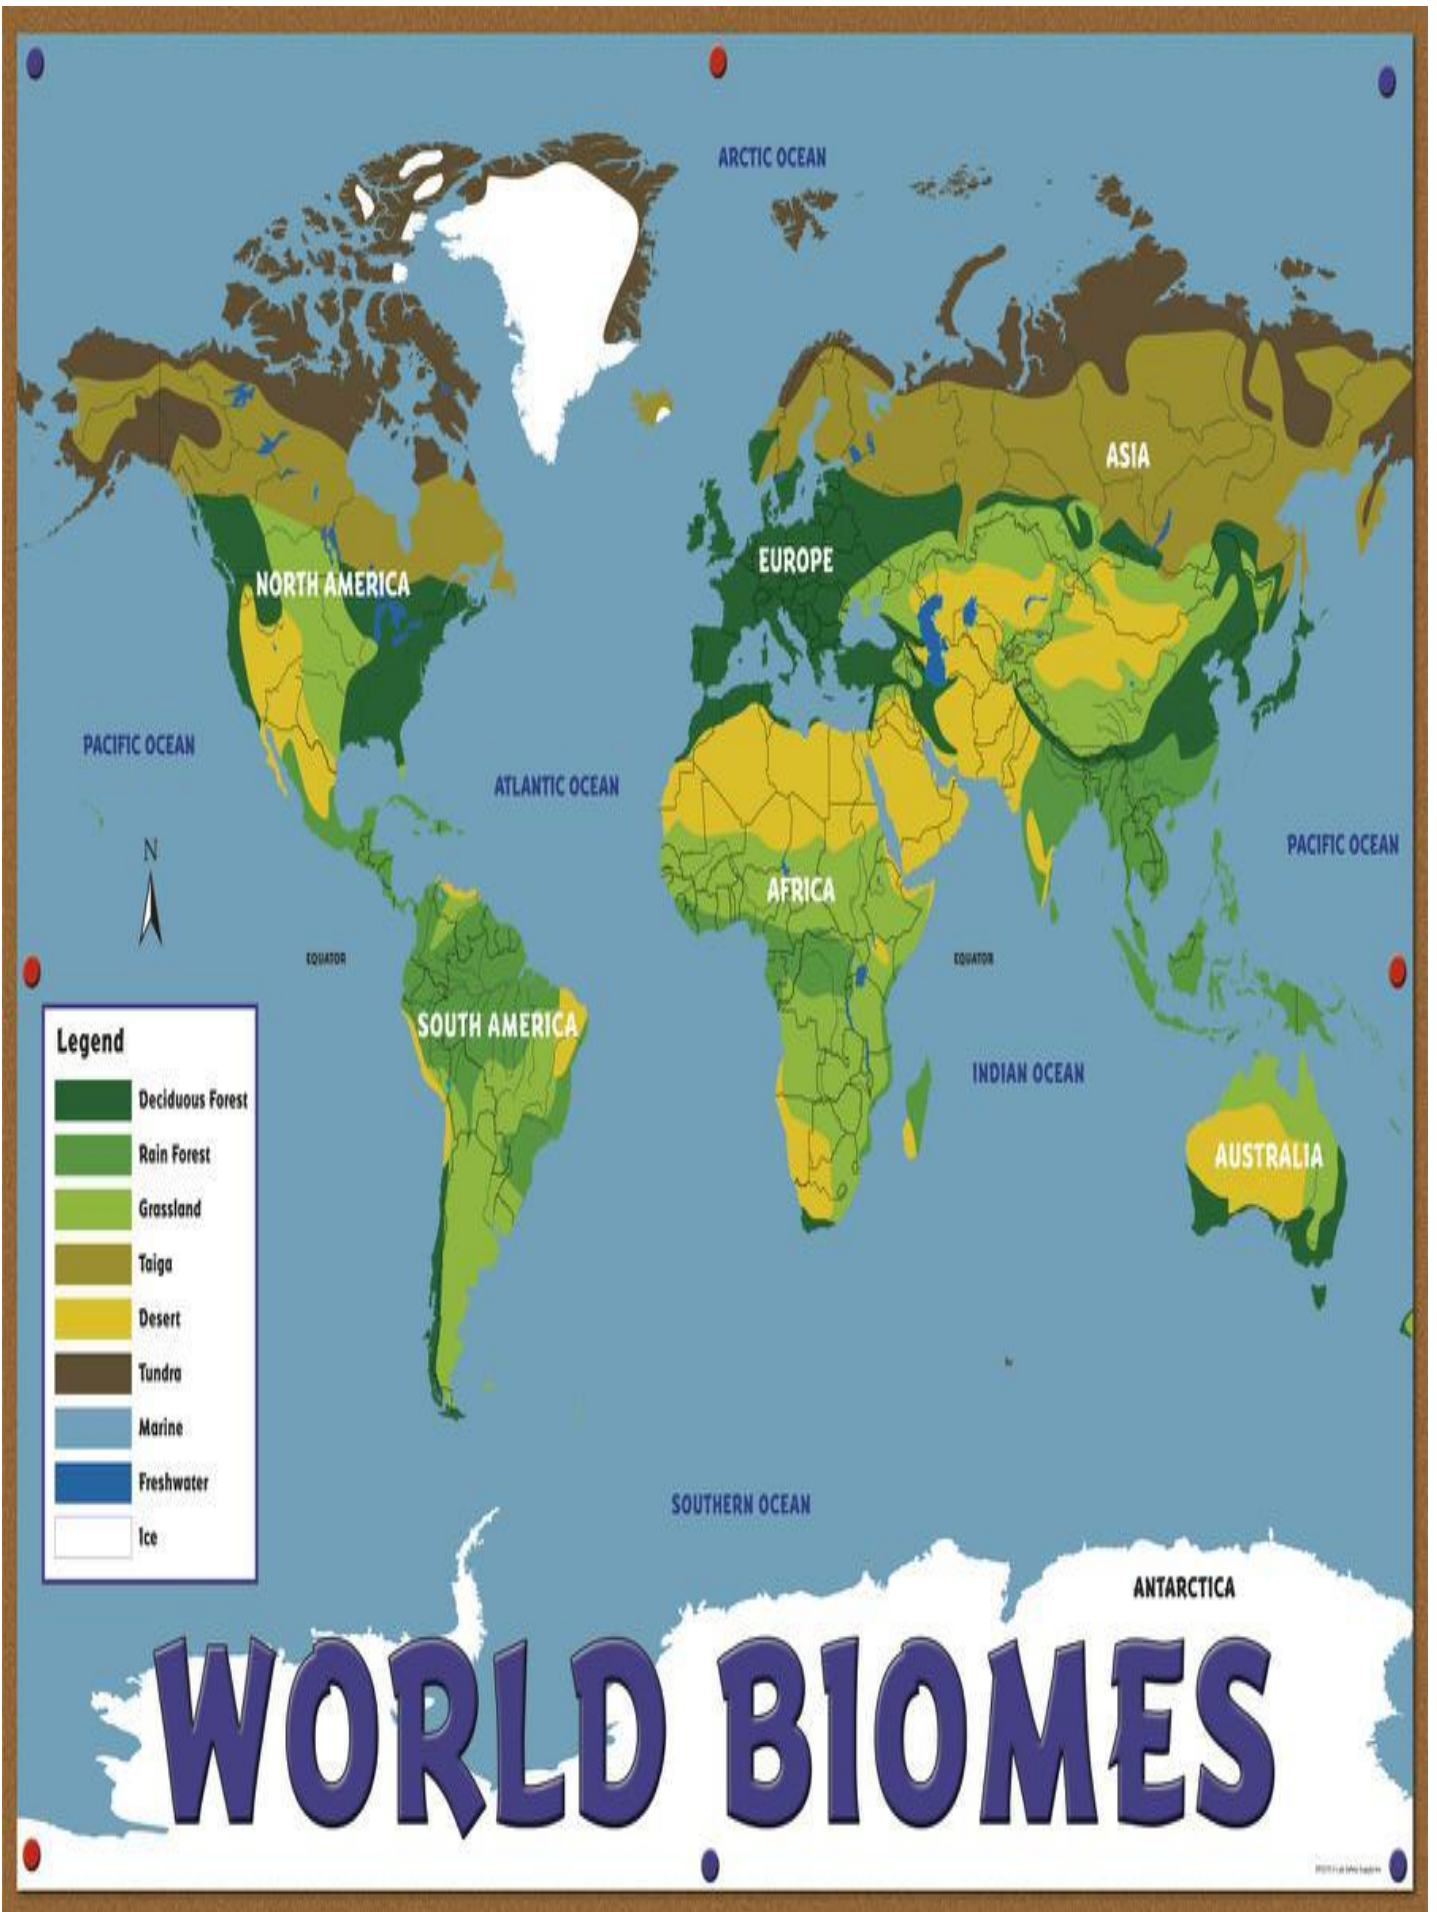 ARCTIC OCEAN
ASIA
EUROPE
NORTH AMERICA
PACIFIC OCEAN
ATLANTIC OCEAN
PACIFIC OCEAN
N
AFRICA
EQUATOR
EQUATOR
SOUTH AMERICA
INDIAN OCEAN
AUSTRALIA
Legend
Deciduous Forest
Rain Forest
Grassland
Taiga
Desert
Tundra
Marine
Freshwater
Ice
SOUTHERN OCEAN
ANTARCTICA
WORLD BIOMES